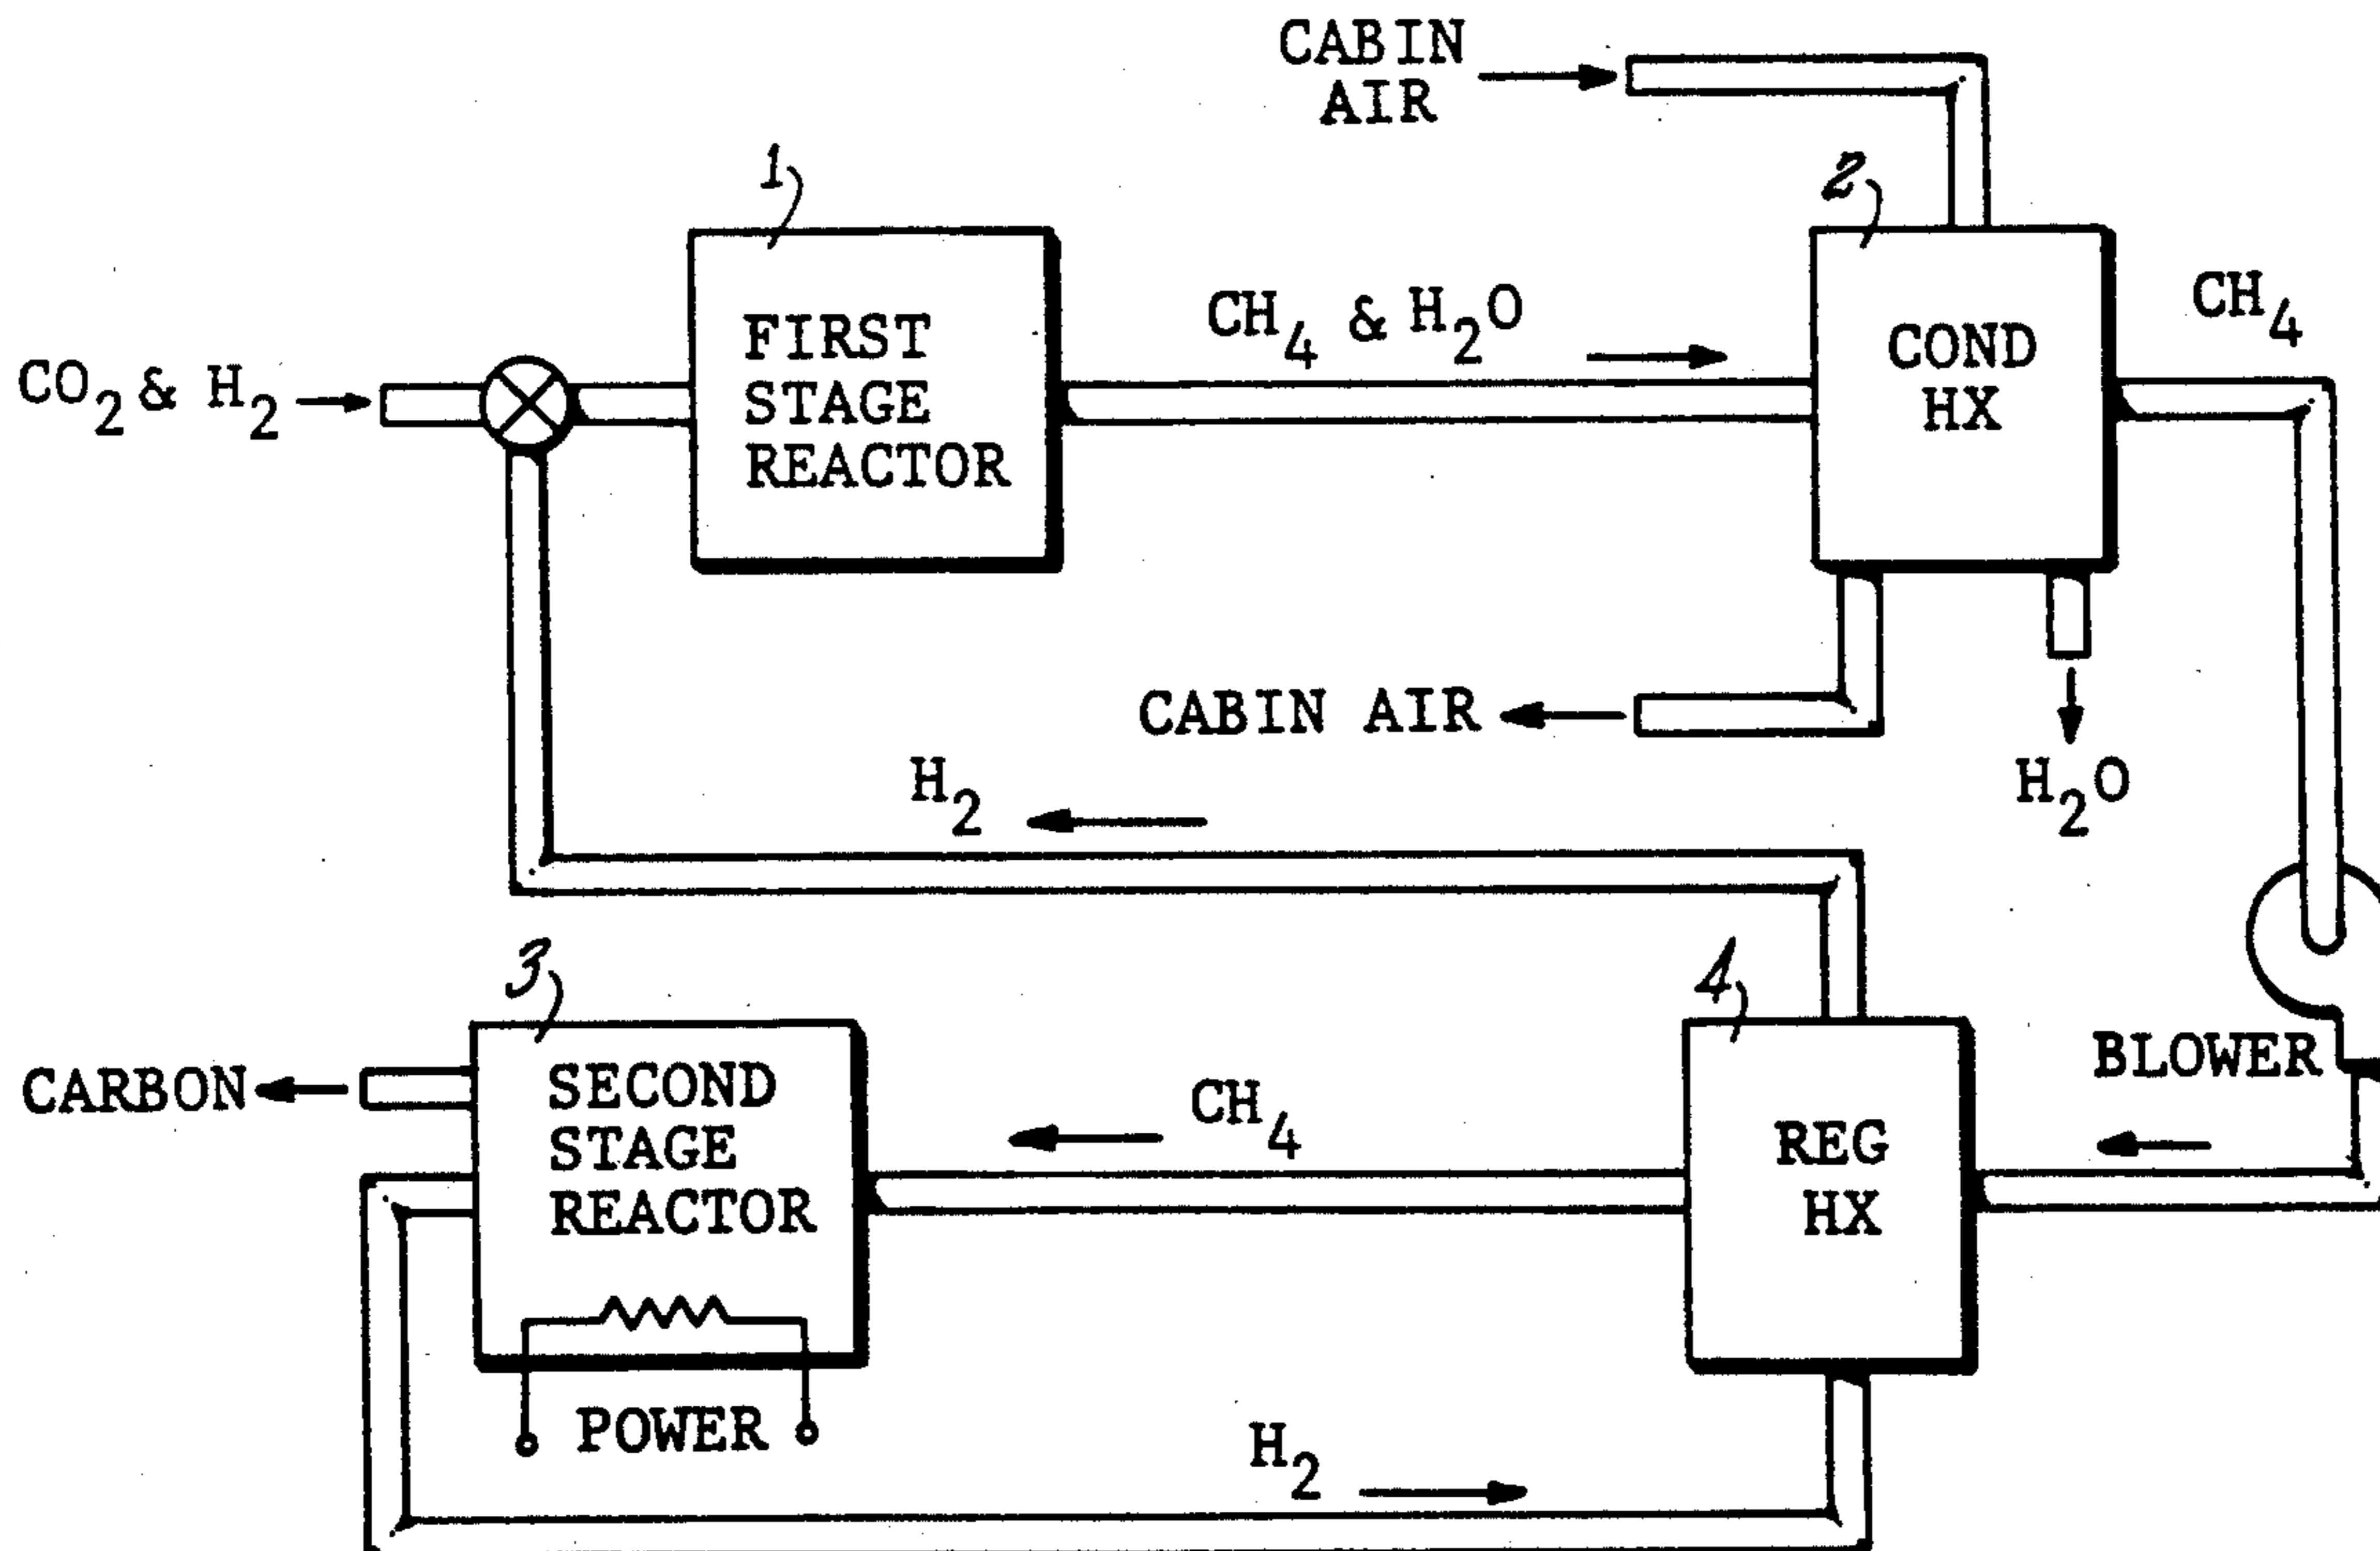 CABIN
AIR
1
2
CO2 & H2
FIRST
STAGE
REACTOR
CH4 & H2O
COND
HX
CH4
CABIN AIR
H2O
H2
3
4
CARBON
SECOND
STAGE
REACTOR
CH4
REG
HX
BLOWER
POWER
H2